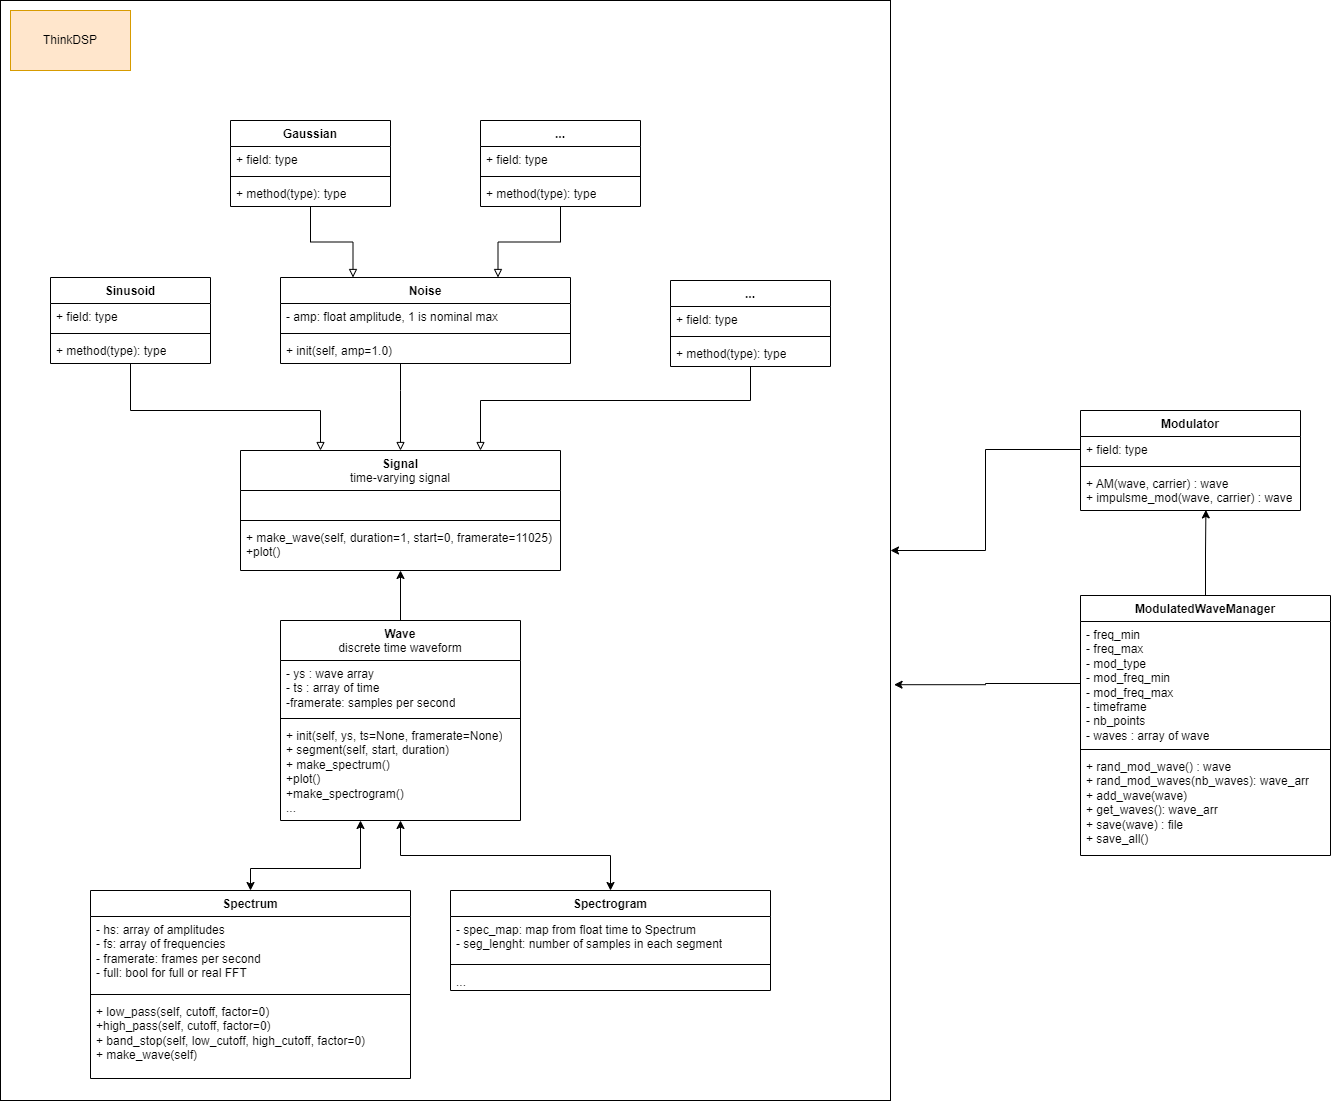 ThinkDSP
Gaussian
+ field: type
+ method(type): type
...
+ field: type
+ method(type): type
Sinusoid
+ field: type
+ method(type): type
Noise
- amp: float amplitude, 1 is nominal max
+ init(self, amp=1.0)
...
+ field: type
+ method(type): type
Signal
time-varying signal
+ make_wave(self, duration=1, start=0, framerate=11025)
+plot()
Wave
discrete time waveform
- ys : wave array
- ts : array of time
-framerate: samples per second
+ init(self, ys, ts=None, framerate=None)
+ segment(self, start, duration)
+ make_spectrum()
+plot()
+make_spectrogram()
...
Spectrum
- hs: array of amplitudes
- fs: array of frequencies
- framerate: frames per second
- full: bool for full or real FFT
+ low_pass(self, cutoff, factor=0)
+high_pass(self, cutoff, factor=0)
+ band_stop(self, low_cutoff, high_cutoff, factor=0)
+ make_wave(self)
Spectrogram
- spec_map: map from float time to Spectrum
- seg_lenght: number of samples in each segment
...
Modulator
+ field: type
+ AM(wave, carrier) : wave
+ impulsme_mod(wave, carrier) : wave
ModulatedWaveManager
- freq_min
- freq_max
- mod_type
- mod_freq_min
- mod_freq_max
- timeframe
- nb_points
- waves : array of wave
+ rand_mod_wave() : wave
+ rand_mod_waves(nb_waves): wave_arr
+ add_wave(wave)
+ get_waves(): wave_arr
+ save(wave) : file
+ save_all()